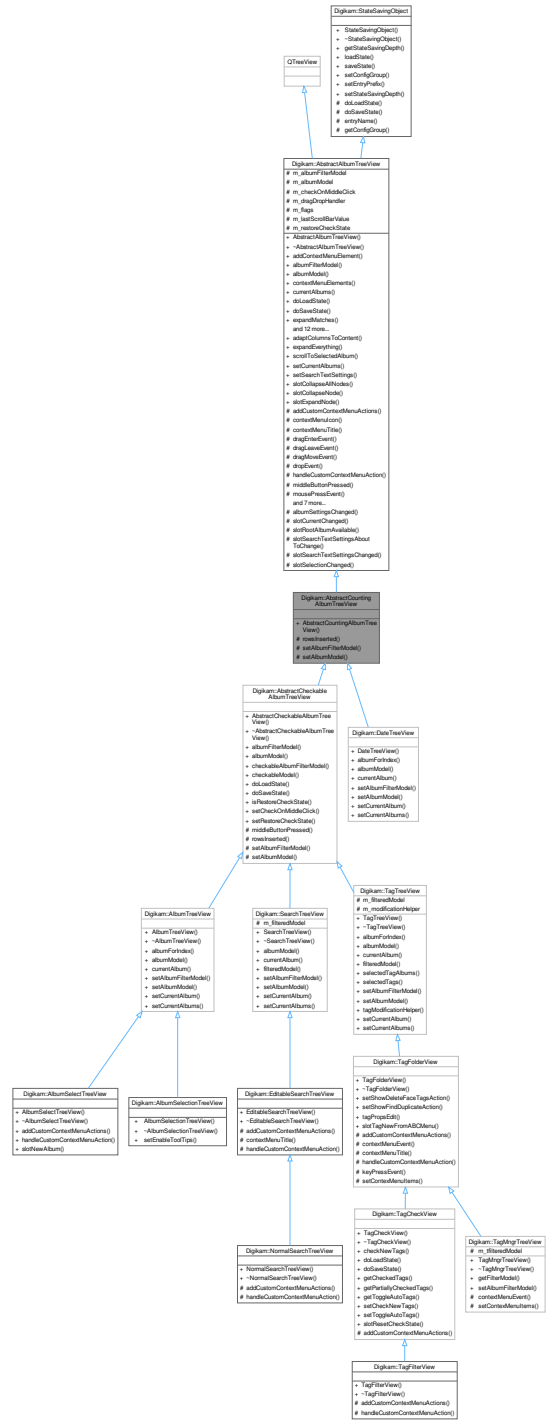 Digikam::StateSavingObject
+ StateSavingObject()
+ ~StateSavingObject()
+ getStateSavingDepth()
+ loadState()
+ saveState()
+ setConfigGroup()
+ setEntryPrefix()
+ setStateSavingDepth()
# doLoadState()
# doSaveState()
# entryName()
# getConfigGroup()
QTreeView
Digikam::AbstractAlbumTreeView
# m_albumFilterModel
# m_albumModel
# m_checkOnMiddleClick
# m_dragDropHandler
# m_flags
# m_lastScrollBarValue
# m_restoreCheckState
+ AbstractAlbumTreeView()
+ ~AbstractAlbumTreeView()
+ addContextMenuElement()
+ albumFilterModel()
+ albumModel()
+ contextMenuElements()
+ currentAlbums()
+ doLoadState()
+ doSaveState()
+ expandMatches()
and 12 more...
+ adaptColumnsToContent()
+ expandEverything()
+ scrollToSelectedAlbum()
+ setCurrentAlbums()
+ setSearchTextSettings()
+ slotCollapseAllNodes()
+ slotCollapseNode()
+ slotExpandNode()
# addCustomContextMenuActions()
# contextMenuIcon()
# contextMenuTitle()
# dragEnterEvent()
# dragLeaveEvent()
# dragMoveEvent()
# dropEvent()
# handleCustomContextMenuAction()
# middleButtonPressed()
# mousePressEvent()
and 7 more...
# albumSettingsChanged()
# slotCurrentChanged()
# slotRootAlbumAvailable()
# slotSearchTextSettingsAbout
ToChange()
# slotSearchTextSettingsChanged()
# slotSelectionChanged()
Digikam::AbstractCounting
AlbumTreeView
+ AbstractCountingAlbumTree
View()
# rowsInserted()
# setAlbumFilterModel()
# setAlbumModel()
Digikam::AbstractCheckable
AlbumTreeView
+ AbstractCheckableAlbumTree
View()
+ ~AbstractCheckableAlbumTree
View()
+ albumFilterModel()
+ albumModel()
+ checkableAlbumFilterModel()
+ checkableModel()
+ doLoadState()
+ doSaveState()
+ isRestoreCheckState()
+ setCheckOnMiddleClick()
+ setRestoreCheckState()
# middleButtonPressed()
# rowsInserted()
# setAlbumFilterModel()
# setAlbumModel()
Digikam::DateTreeView
+ DateTreeView()
+ albumForIndex()
+ albumModel()
+ currentAlbum()
+ setAlbumFilterModel()
+ setAlbumModel()
+ setCurrentAlbum()
+ setCurrentAlbums()
Digikam::AlbumTreeView
+ AlbumTreeView()
+ ~AlbumTreeView()
+ albumForIndex()
+ albumModel()
+ currentAlbum()
+ setAlbumFilterModel()
+ setAlbumModel()
+ setCurrentAlbum()
+ setCurrentAlbums()
Digikam::SearchTreeView
# m_filteredModel
+ SearchTreeView()
+ ~SearchTreeView()
+ albumModel()
+ currentAlbum()
+ filteredModel()
+ setAlbumFilterModel()
+ setAlbumModel()
+ setCurrentAlbum()
+ setCurrentAlbums()
Digikam::TagTreeView
# m_filteredModel
# m_modificationHelper
+ TagTreeView()
+ ~TagTreeView()
+ albumForIndex()
+ albumModel()
+ currentAlbum()
+ filteredModel()
+ selectedTagAlbums()
+ selectedTags()
+ setAlbumFilterModel()
+ setAlbumModel()
+ tagModificationHelper()
+ setCurrentAlbum()
+ setCurrentAlbums()
Digikam::AlbumSelectTreeView
+ AlbumSelectTreeView()
+ ~AlbumSelectTreeView()
# addCustomContextMenuActions()
# handleCustomContextMenuAction()
# slotNewAlbum()
Digikam::AlbumSelectionTreeView
+ AlbumSelectionTreeView()
+ ~AlbumSelectionTreeView()
+ setEnableToolTips()
Digikam::EditableSearchTreeView
+ EditableSearchTreeView()
+ ~EditableSearchTreeView()
# addCustomContextMenuActions()
# contextMenuTitle()
# handleCustomContextMenuAction()
Digikam::TagFolderView
+ TagFolderView()
+ ~TagFolderView()
+ setShowDeleteFaceTagsAction()
+ setShowFindDuplicateAction()
+ tagPropsEdit()
+ slotTagNewFromABCMenu()
# addCustomContextMenuActions()
# contextMenuEvent()
# contextMenuTitle()
# handleCustomContextMenuAction()
# keyPressEvent()
# setContexMenuItems()
Digikam::NormalSearchTreeView
+ NormalSearchTreeView()
+ ~NormalSearchTreeView()
# addCustomContextMenuActions()
# handleCustomContextMenuAction()
Digikam::TagCheckView
+ TagCheckView()
+ ~TagCheckView()
+ checkNewTags()
+ doLoadState()
+ doSaveState()
+ getCheckedTags()
+ getPartiallyCheckedTags()
+ getToggleAutoTags()
+ setCheckNewTags()
+ setToggleAutoTags()
+ slotResetCheckState()
# addCustomContextMenuActions()
Digikam::TagMngrTreeView
# m_tfilteredModel
+ TagMngrTreeView()
+ ~TagMngrTreeView()
+ getFilterModel()
+ setAlbumFilterModel()
# contextMenuEvent()
# setContexMenuItems()
Digikam::TagFilterView
+ TagFilterView()
+ ~TagFilterView()
# addCustomContextMenuActions()
# handleCustomContextMenuAction()